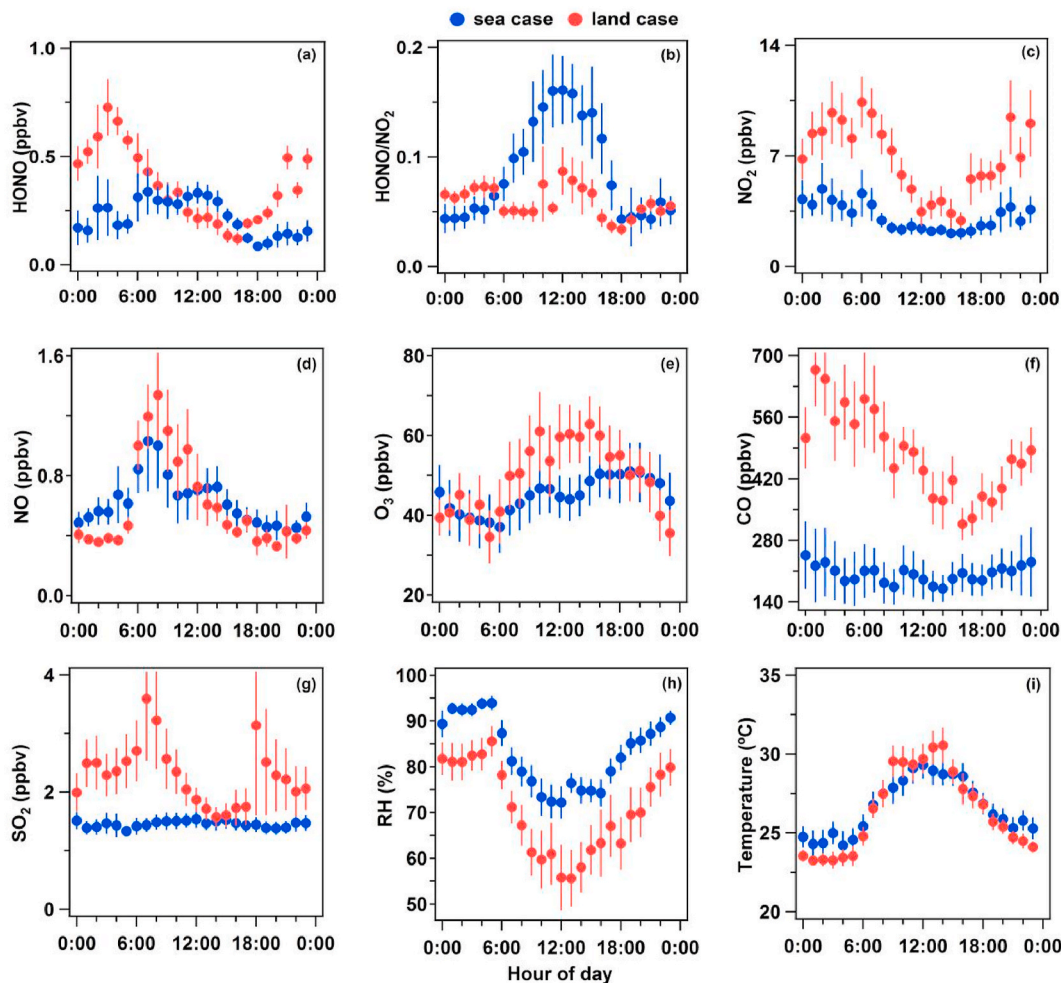 sea case land case
(a)
1.0
0.5
0.0
HONO (ppbv)
0:00 6:00 12:00 18:00 0:00
(b)
0.2
0.1
0.0
HONO/NO₂
0:00 6:00 12:00 18:00 0:00
(c)
14
7
0
NO₂ (ppbv)
0:00 6:00 12:00 18:00 0:00
(d)
1.6
0.8
0.0
NO (ppbv)
0:00 6:00 12:00 18:00 0:00
(e)
80
60
40
20
O₃ (ppbv)
0:00 6:00 12:00 18:00 0:00
(f)
700
560
420
280
140
CO (ppbv)
0:00 6:00 12:00 18:00 0:00
(g)
4
2
0
SO₂ (ppbv)
0:00 6:00 12:00 18:00 0:00
(h)
100
90
80
70
60
50
RH (%)
0:00 6:00 12:00 18:00 0:00
(i)
35
30
25
20
Temperature (ºC)
0:00 6:00 12:00 18:00 0:00
Hour of day